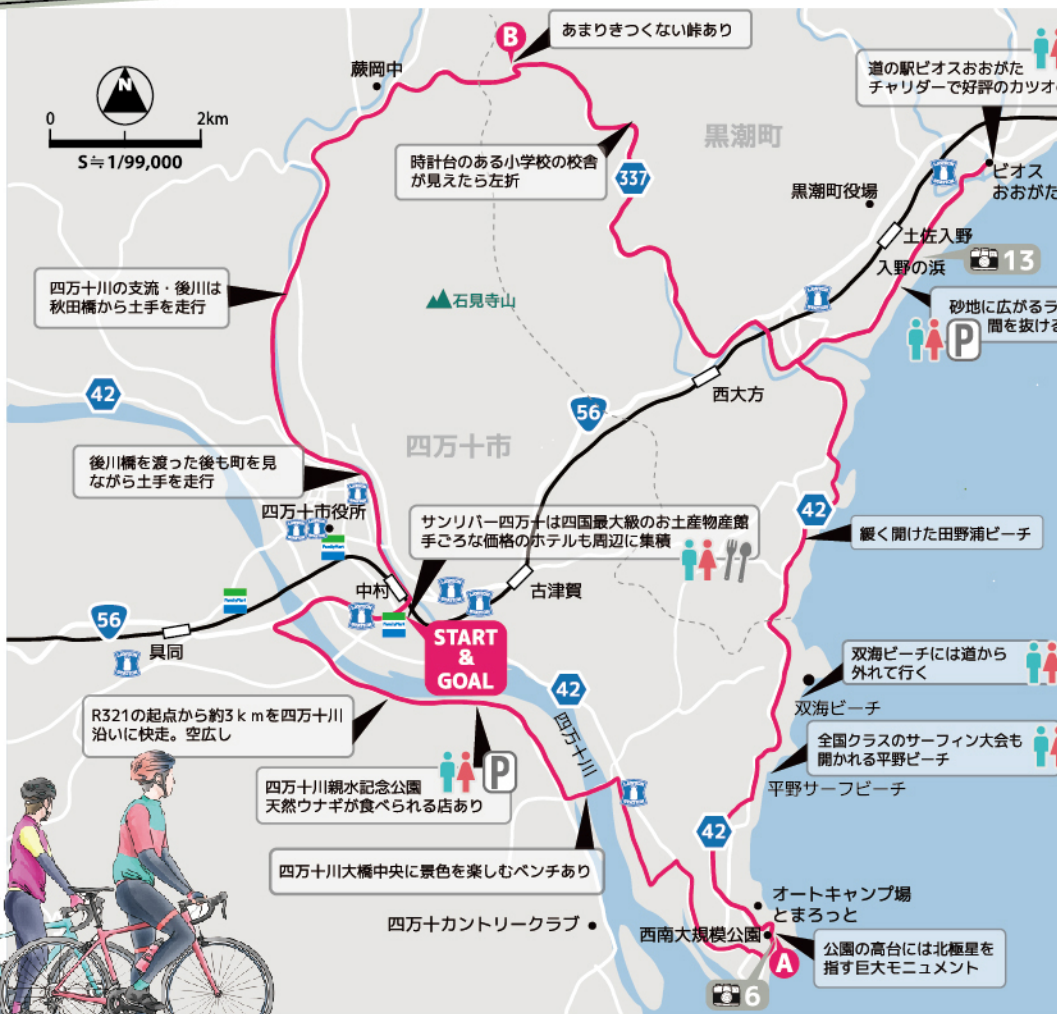 B
あまりきつくない峠あり
蕨岡中
道の駅ビオスおおがた
チャリダーで好評のカツオ
N
0 2km
S≒1/99,000
黒潮町
時計台のある小学校の校舎
が見えたら左折
337
黒潮町役場
ビオス
おおがた
土佐入野
入野の浜
13
四万十川の支流・後川は
秋田橋から土手を走行
石見寺山
砂地に広がるラ
間を抜ける
P
西大方
42
56
四万十市
後川橋を渡った後も町を見
ながら土手を走行
四万十市役所
サンリバー四万十は四国最大級のお土産物産館
手ごろな価格のホテルも周辺に集積
42
緩く開けた田野浦ビーチ
中村
古津賀
56
具同
START
&
GOAL
42
四万十川
双海ビーチには道から
外れて行く
双海ビーチ
R321の起点から約3kmを四万十川
沿いに快走。空広し
全国クラスのサーフィン大会も
開かれる平野ビーチ
平野サーフビーチ
P
四万十川親水記念公園
天然ウナギが食べられる店あり
42
四万十川大橋中央に景色を楽しむベンチあり
オートキャンプ場
とまろっと
四万十カントリークラブ
西南大規模公園
A
公園の高台には北極星を
指す巨大モニュメント
6